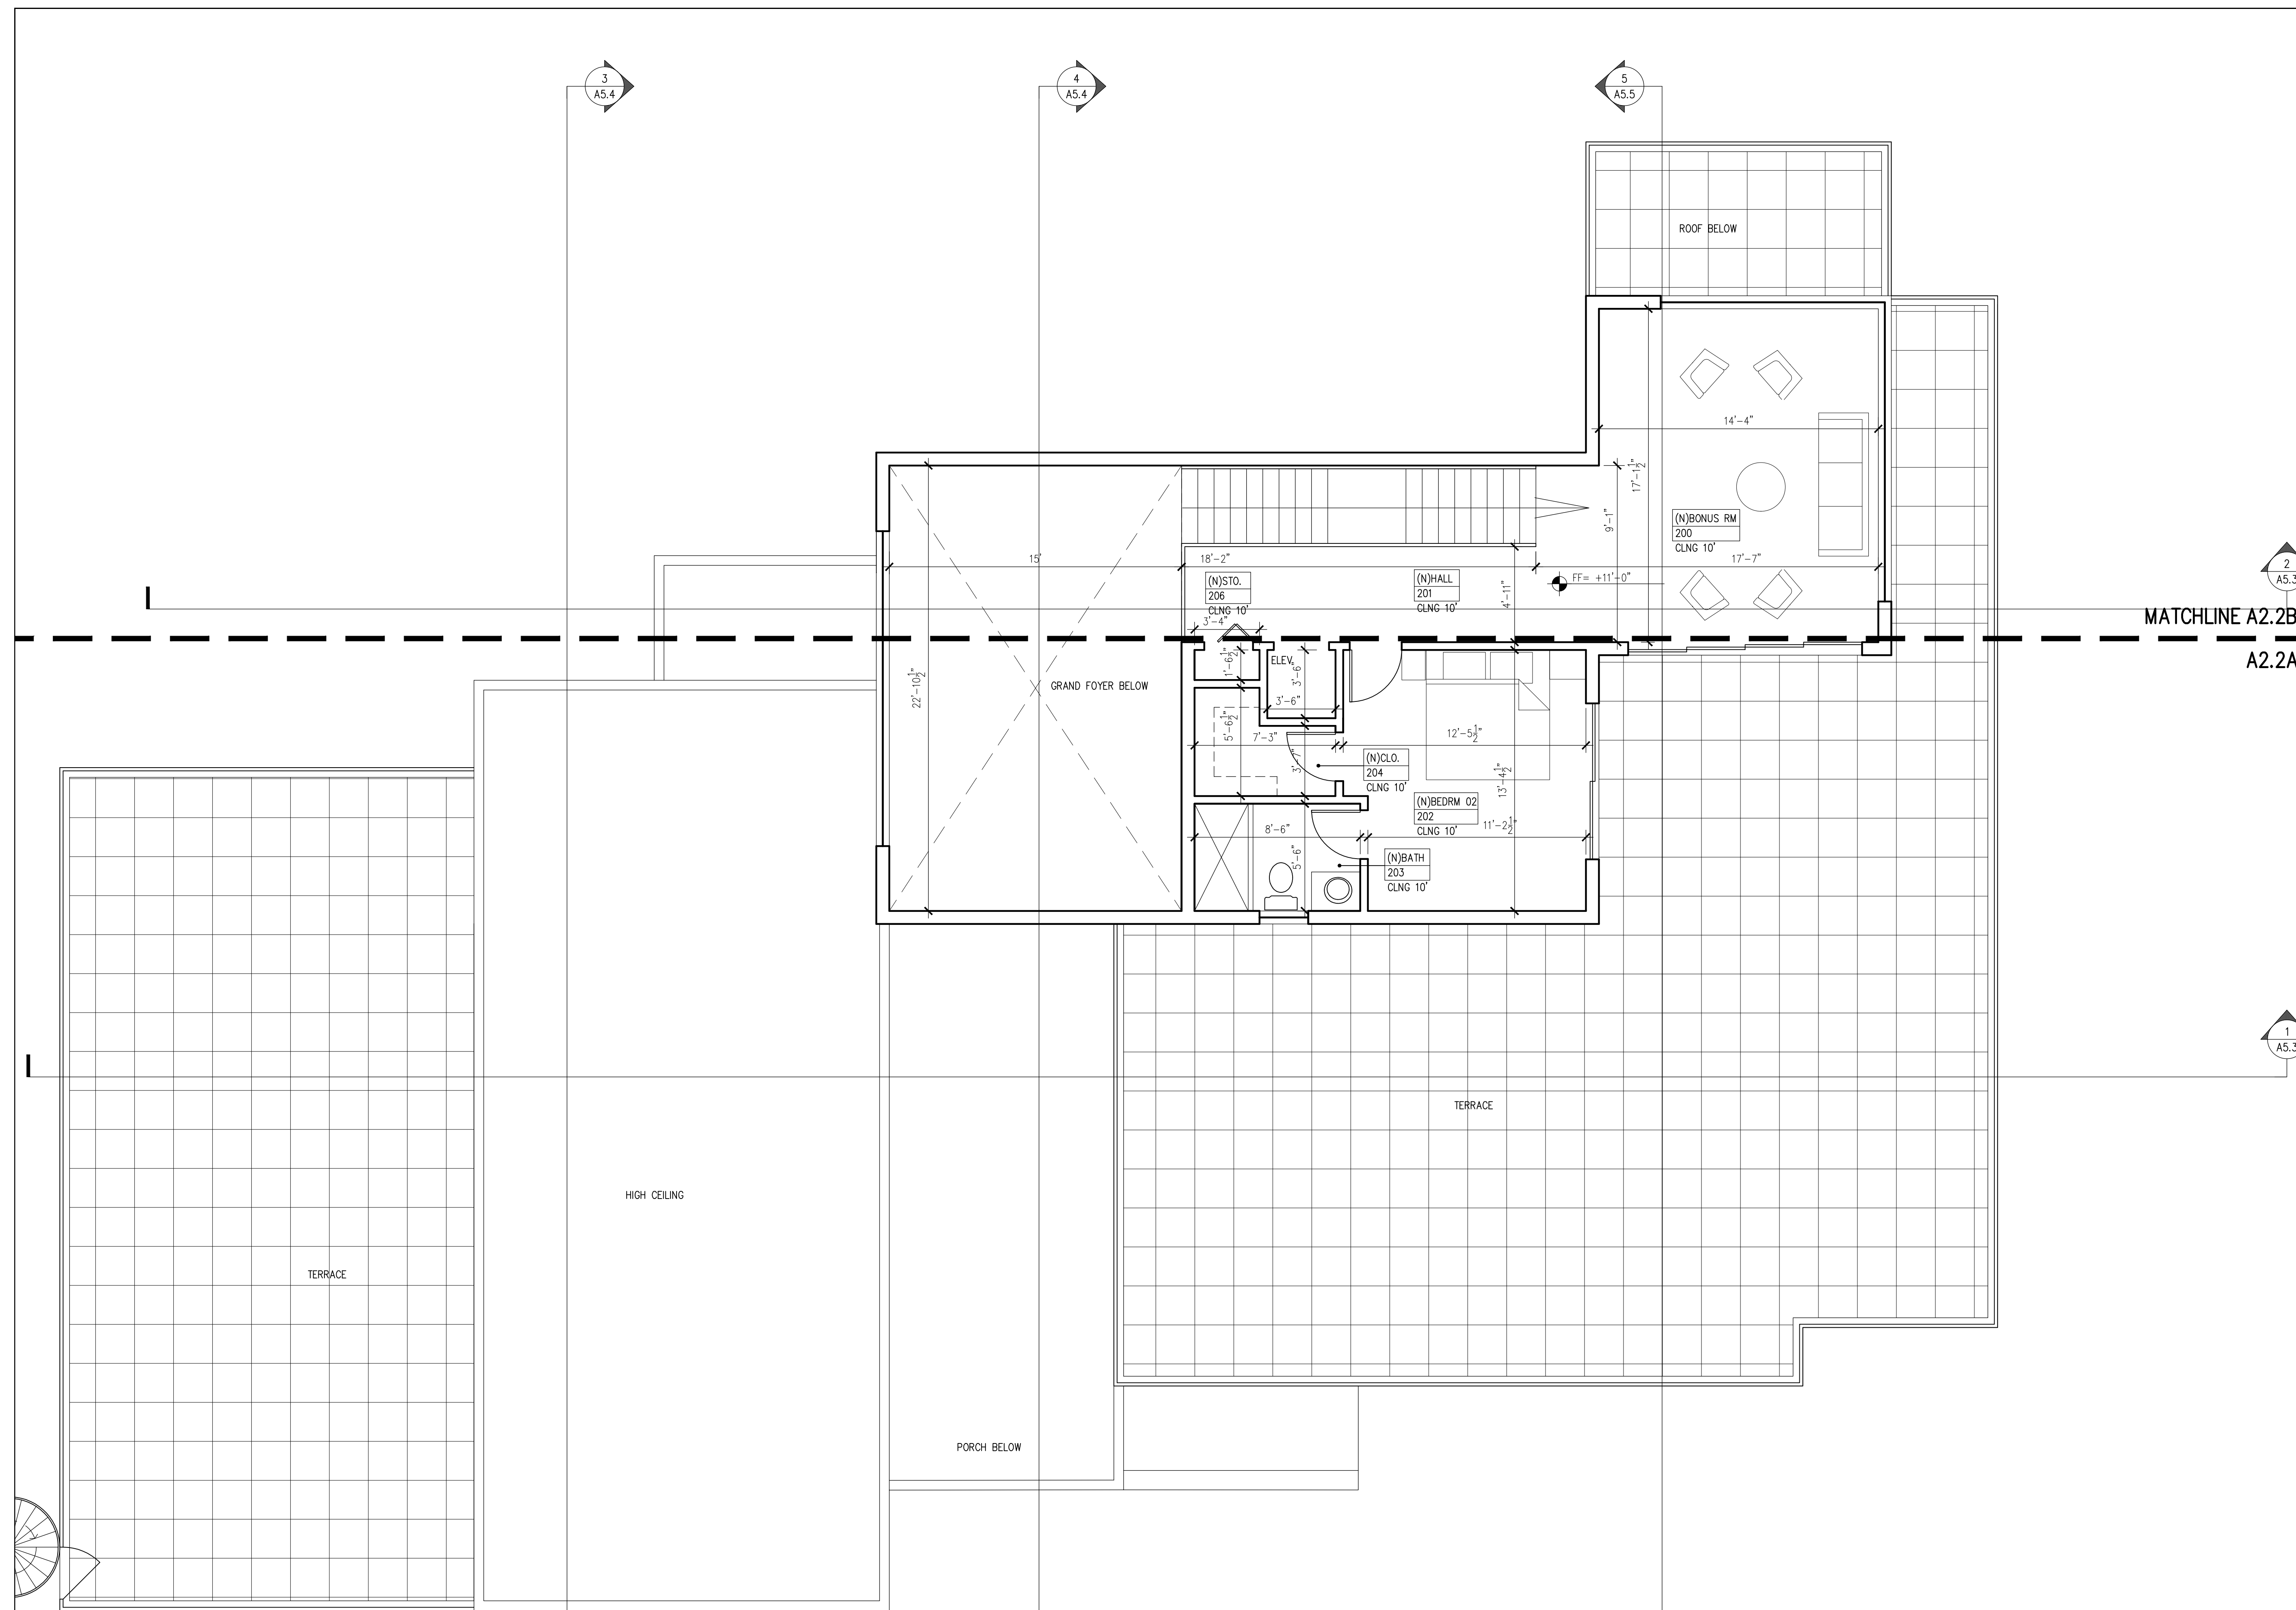 3
A5.4
4
A5.4
5
A5.5
ROOF BELOW
14'-4"
17'-1 1/2"
9'-1"
(N)BONUS RM
200
CLNG 10'
15'
18'-2"
17'-7"
(N)STO.
206
CLNG 10'
3'-4"
(N)HALL
201
CLNG 10'
4'-11"
FF= +11'-0"
2
A5.3
MATCHLINE A2.2B
A2.2A
22'-10 1/2"
GRAND FOYER BELOW
1'-6 1/2"
ELEV.
3'-6"
3'-6"
5'-6 1/2"
7'-3"
3'-7"
12'-5 1/2"
13'-4 1/2"
(N)CLO.
204
CLNG 10'
(N)BEDRM 02
202
CLNG 10'
11'-2 1/2"
8'-6"
5'-6"
(N)BATH
203
CLNG 10'
1
A5.3
TERRACE
HIGH CEILING
TERRACE
PORCH BELOW